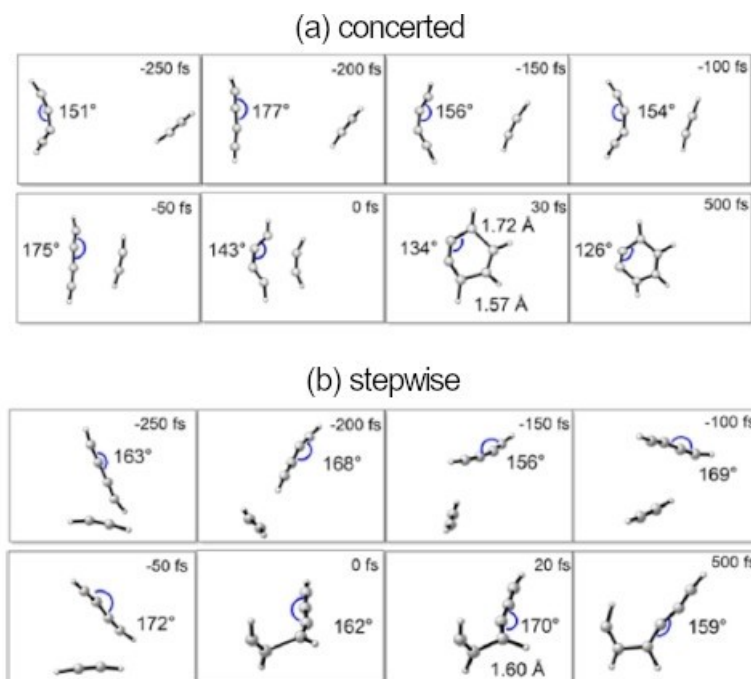 (a) concerted
-250 fs -200 fs -150 fs -100 fs
151° 177° 156° 154°
-50 fs 0 fs 30 fs 500 fs
175° 143° 134° 1.72 Å 126°
1.57 Å
(b) stepwise
-250 fs -200 fs -150 fs -100 fs
163° 168° 156° 169°
-50 fs 0 fs 20 fs 500 fs
172° 162° 170° 159°
1.60 Å